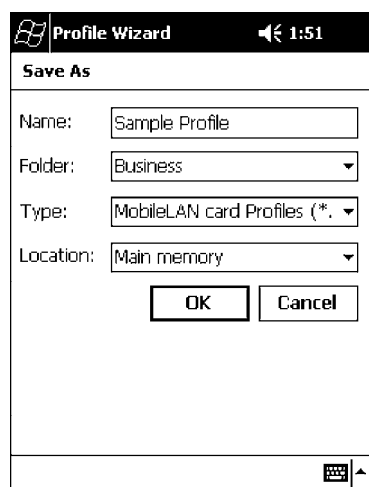 Profile Wizard 1:51
Save As
Name: Sample Profile
Folder: Business
Type: MobileLAN card Profiles (*.
Location: Main memory
OK Cancel